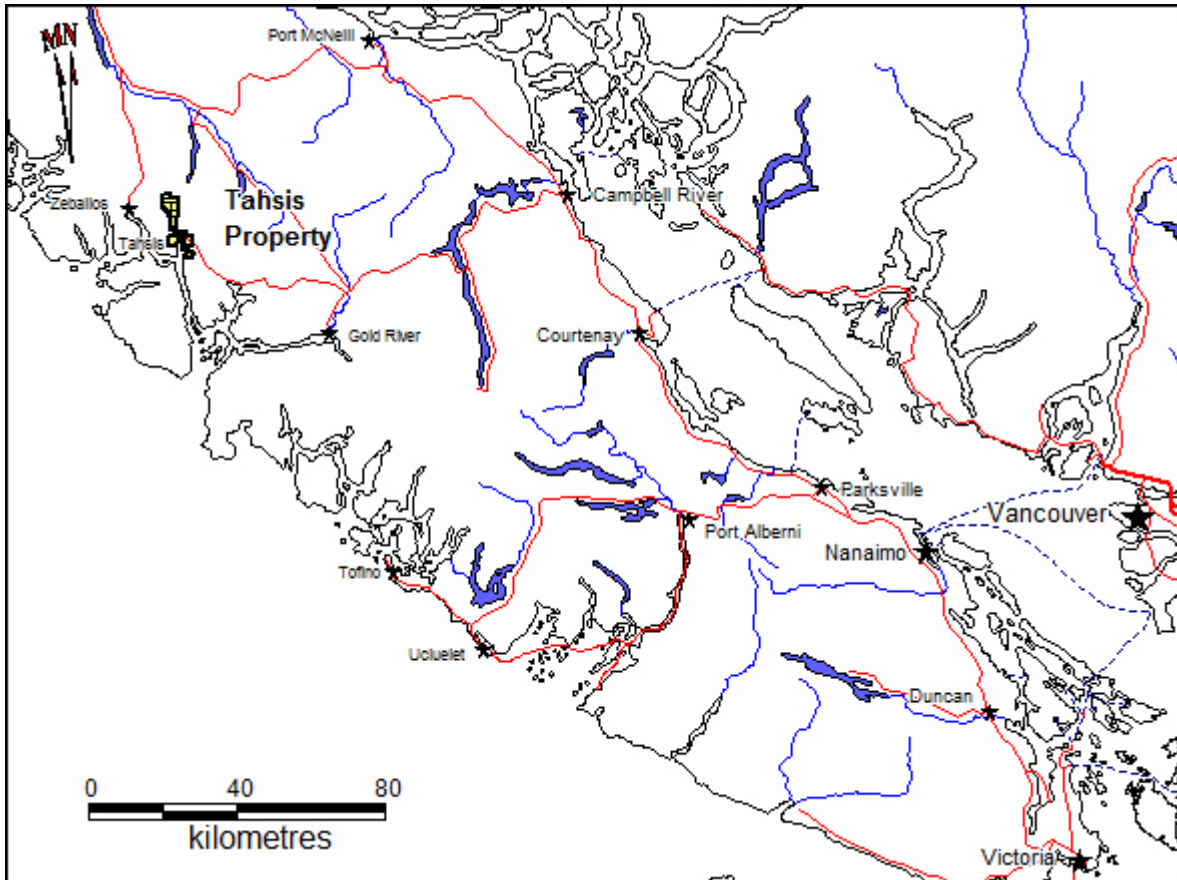 Port McNeill
MN
Zeballos
Tahsis
Property
Campbell River
Tahsis
Gold River
Courtenay
Parksville
Port Alberni
Vancouver
Nanaimo
Tofino
Ucluelet
Duncan
0 40 80
kilometres
Victoria